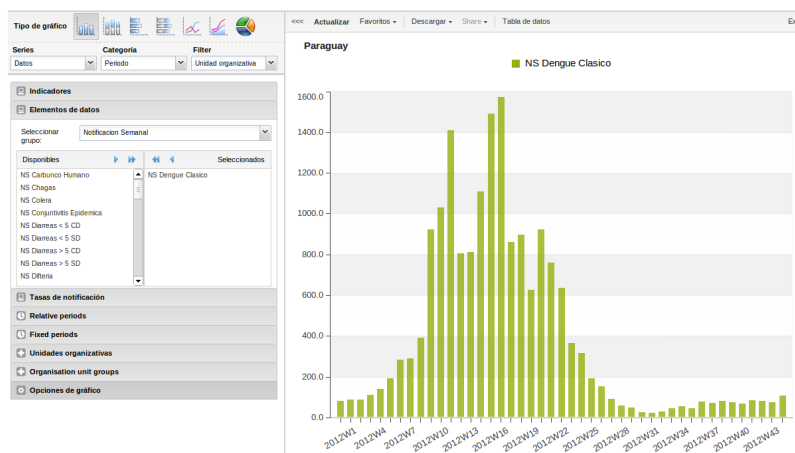 Tipo de gráfico
Series
Categoría
Filter
Datos
Periodo
Unidad organizativa
Indicadores
Elementos de datos
Seleccionar grupo:
Notificacion Semanal
Disponibles
Seleccionados
NS Carbunco Humano
NS Chagas
NS Colera
NS Conjuntivitis Epidemica
NS Diarreas < 5 CD
NS Diarreas < 5 SD
NS Diarreas > 5 CD
NS Diarreas > 5 SD
NS Difteria
NS Dengue Clasico
Tasas de notificación
Relative periods
Fixed periods
Unidades organizativas
Organisation unit groups
Opciones de gráfico
<<< Actualizar Favoritos Descargar Share Tabla de datos
Paraguay
NS Dengue Clasico
1600.0
1400.0
1200.0
1000.0
800.0
600.0
400.0
200.0
0.0
2012W1
2012W4
2012W7
2012W10
2012W13
2012W16
2012W19
2012W22
2012W25
2012W28
2012W31
2012W34
2012W37
2012W40
2012W43